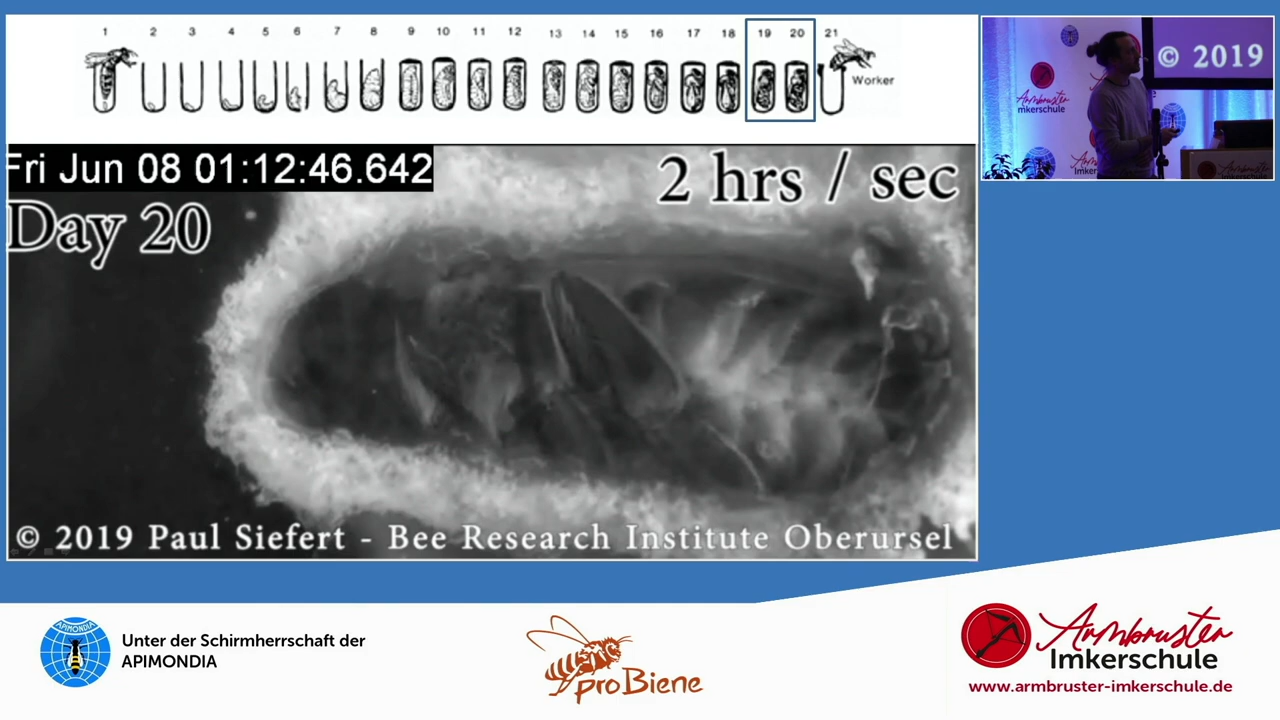 1 2 3 4 5 6 7 8 9 10 11 12 13 14 15 16 17 18 19 20 21
Worker
Fri Jun 08 01:12:46.642
2 hrs / sec
Day 20
© 2019 Paul Siefert - Bee Research Institute Oberursel
© 2019
Armbruster
Imkerschule
APIMONDIA
Unter der Schirmherrschaft der
APIMONDIA
proBiene
Armbruster
Imkerschule
www.armbruster-imkerschule.de